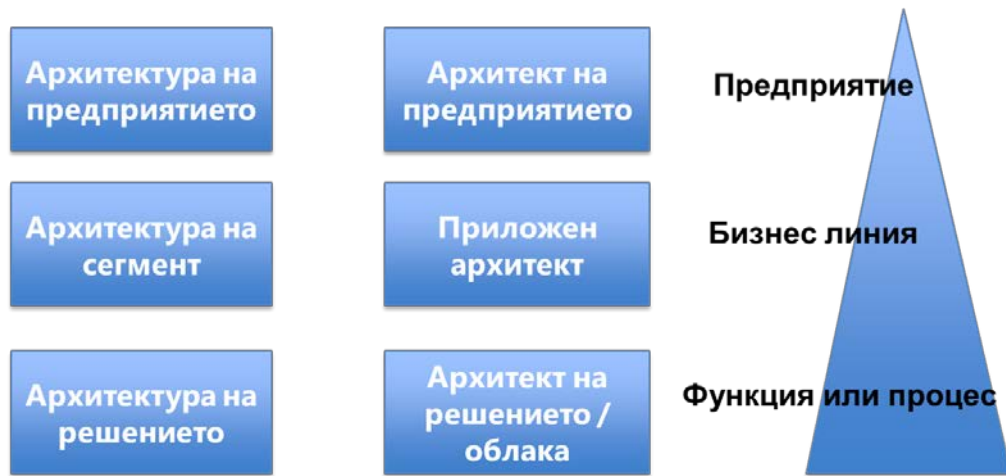 Архитектура на
предприятието
Архитект на
предприятието
Предприятие
Архитектура на
сегмент
Приложен
архитект
Бизнес линия
Архитектура на
решението
Архитект на
решението /
облака
Функция или процес